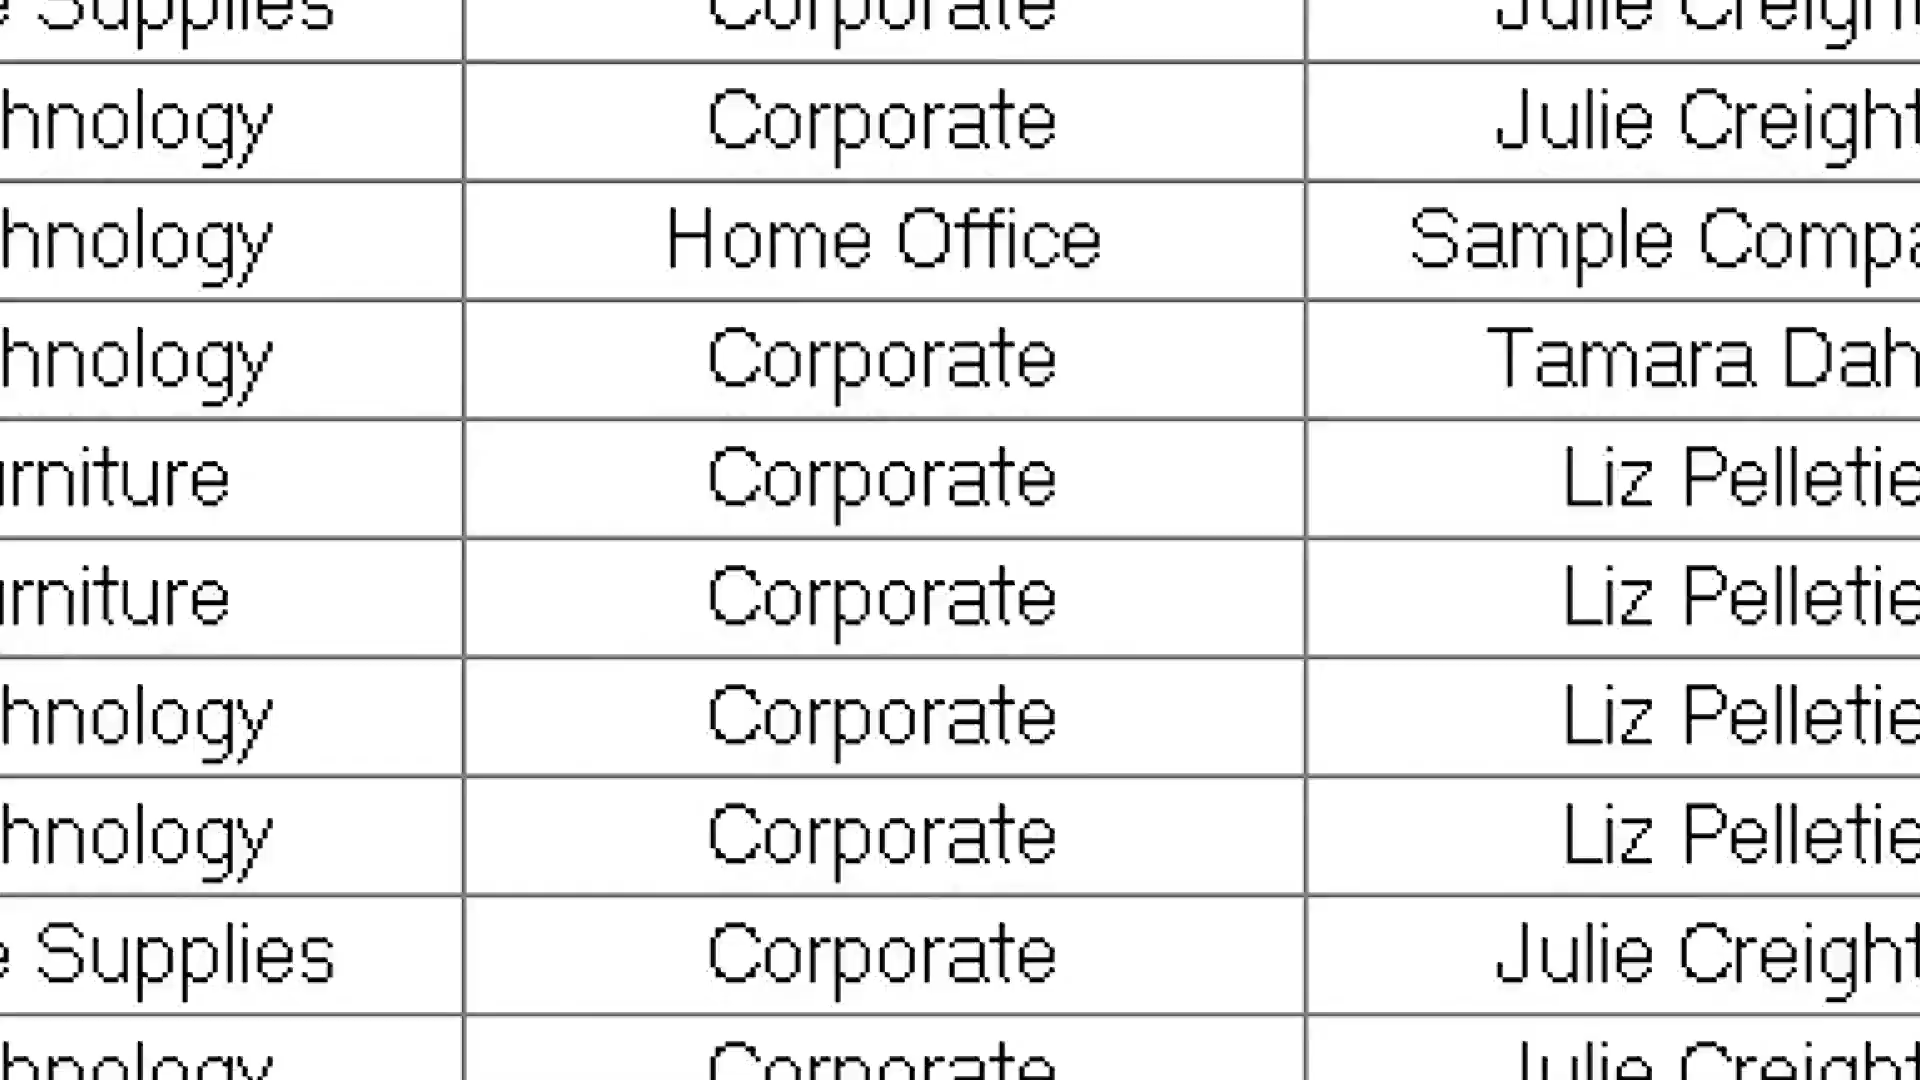 e Supplies Corporate Julie Creight
hnology Corporate Julie Creight
hnology Home Office Sample Compa
hnology Corporate Tamara Dah
urniture Corporate Liz Pelletie
urniture Corporate Liz Pelletie
hnology Corporate Liz Pelletie
hnology Corporate Liz Pelletie
e Supplies Corporate Julie Creight
hnology Corporate Julie Creight